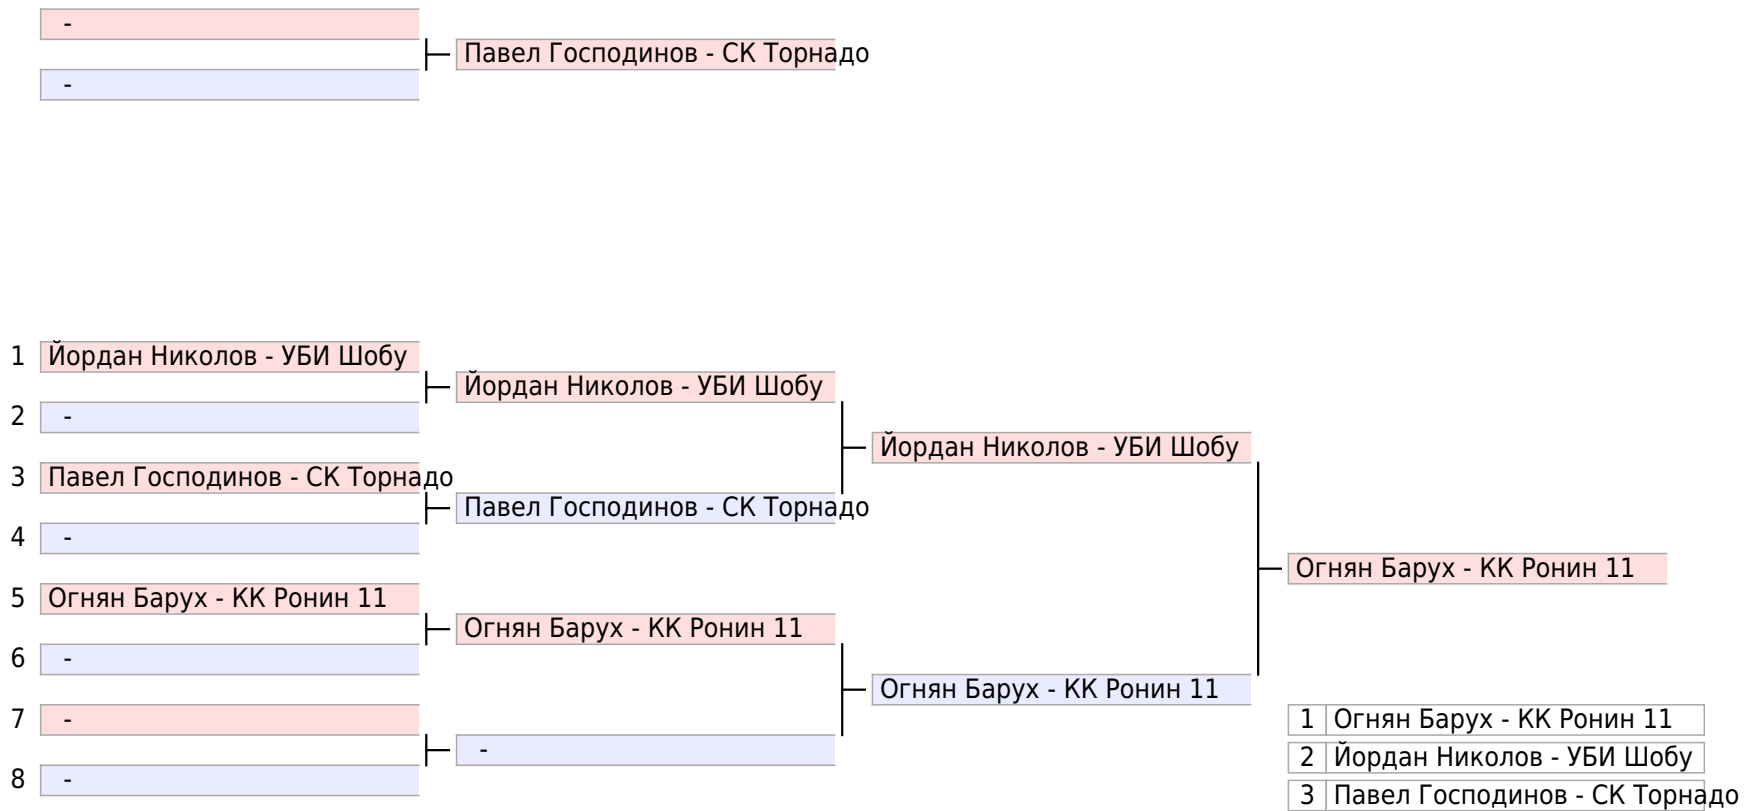 -
Павел Господинов - СК Торнадо
-
1 Йордан Николов - УБИ Шобу
Йордан Николов - УБИ Шобу
2 -
Йордан Николов - УБИ Шобу
3 Павел Господинов - СК Торнадо
Павел Господинов - СК Торнадо
4 -
Огнян Барух - КК Ронин 11
5 Огнян Барух - КК Ронин 11
Огнян Барух - КК Ронин 11
6 -
Огнян Барух - КК Ронин 11
7 -
-
8 -
1 Огнян Барух - КК Ронин 11
2 Йордан Николов - УБИ Шобу
3 Павел Господинов - СК Торнадо